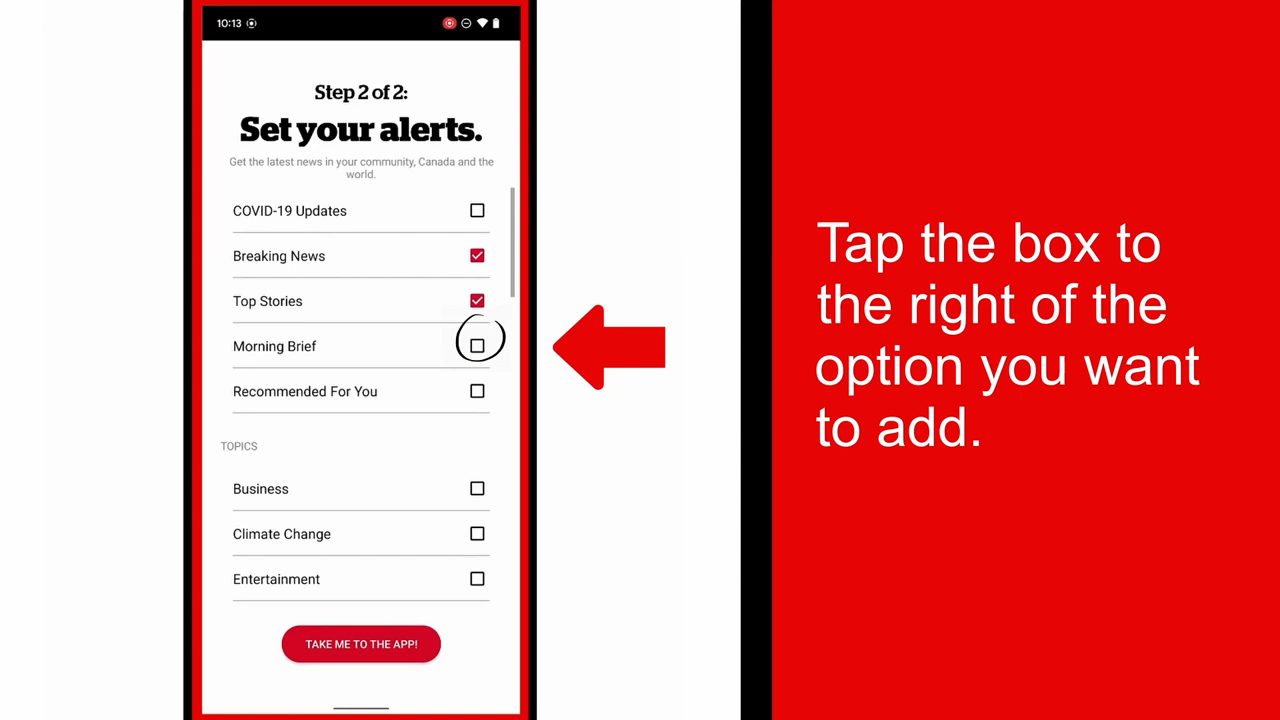 10:13
Step 2 of 2:
Set your alerts.
Get the latest news in your community, Canada and the
world.
COVID-19 Updates
Breaking News
Top Stories
Morning Brief
Recommended For You
TOPICS
Business
Climate Change
Entertainment
TAKE ME TO THE APP!
Tap the box to
the right of the
option you want
to add.